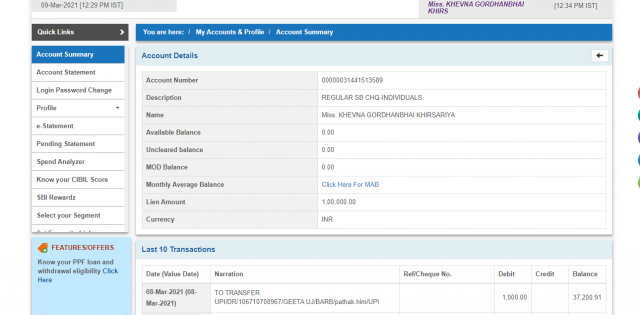 09-Mar-2021 [12:29 PM IST]
Miss. KHEVNA GORDHANBHAI
KHIRS
[12:34 PM IST]
Quick Links
You are here: / My Accounts & Profile / Account Summary
Account Summary
Account Statement
Login Password Change
Profile
e-Statement
Pending Statement
Spend Analyzer
Know your CIBIL Score
SBI Rewardz
Select your Segment
Account Details
Account Number 00000031441513589
Description REGULAR SB CHQ-INDIVIDUALS
Name Miss. KHEVNA GORDHANBHAI KHIRSARIYA
Available Balance 0.00
Uncleared balance 0.00
MOD Balance 0.00
Monthly Average Balance Click Here For MAB
Lien Amount 1,00,000.00
Currency INR
FEATURES/OFFERS
Know your PPF loan and
withdrawal eligibility Click
Here
Last 10 Transactions
Date (Value Date) Narration Ref/Cheque No. Debit Credit Balance
08-Mar-2021 (08-
Mar-2021)
TO TRANSFER
UPI/DR/106710708967/GEETA UJ/BARB/pathak him/UPI
1,000.00 37,200.91